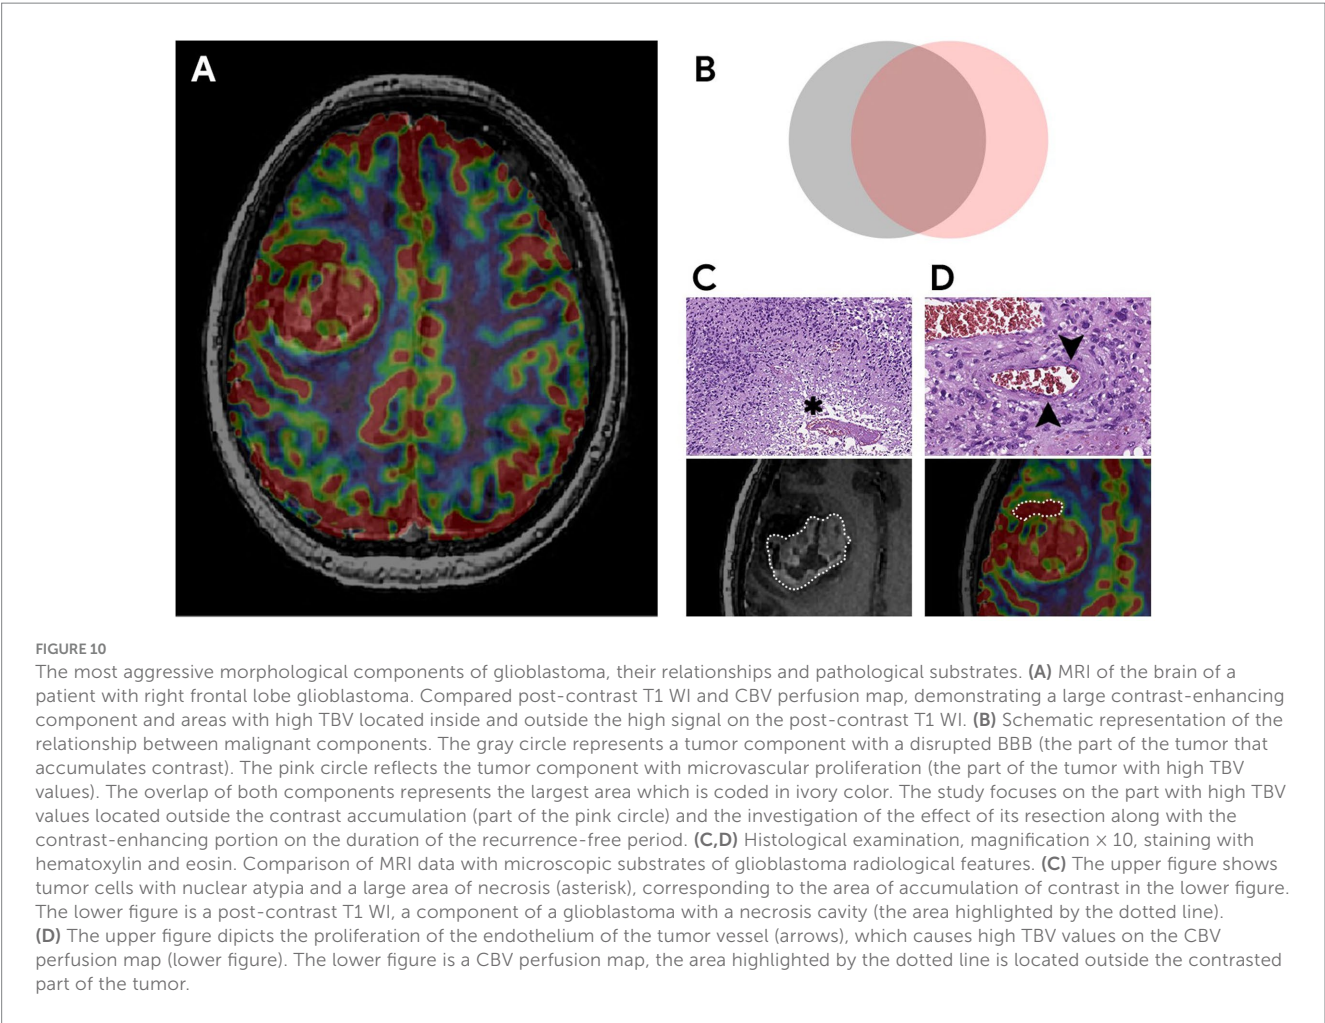 A
B
C
D
FIGURE 10
The most aggressive morphological components of glioblastoma, their relationships and pathological substrates. (A) MRI of the brain of a
patient with right frontal lobe glioblastoma. Compared post-contrast T1 WI and CBV perfusion map, demonstrating a large contrast-enhancing
component and areas with high TBV located inside and outside the high signal on the post-contrast T1 WI. (B) Schematic representation of the
relationship between malignant components. The gray circle represents a tumor component with a disrupted BBB (the part of the tumor that
accumulates contrast). The pink circle reflects the tumor component with microvascular proliferation (the part of the tumor with high TBV
values). The overlap of both components represents the largest area which is coded in ivory color. The study focuses on the part with high TBV
values located outside the contrast accumulation (part of the pink circle) and the investigation of the effect of its resection along with the
contrast-enhancing portion on the duration of the recurrence-free period. (C,D) Histological examination, magnification × 10, staining with
hematoxylin and eosin. Comparison of MRI data with microscopic substrates of glioblastoma radiological features. (C) The upper figure shows
tumor cells with nuclear atypia and a large area of necrosis (asterisk), corresponding to the area of accumulation of contrast in the lower figure.
The lower figure is a post-contrast T1 WI, a component of a glioblastoma with a necrosis cavity (the area highlighted by the dotted line).
(D) The upper figure dipicts the proliferation of the endothelium of the tumor vessel (arrows), which causes high TBV values on the CBV
perfusion map (lower figure). The lower figure is a CBV perfusion map, the area highlighted by the dotted line is located outside the contrasted
part of the tumor.